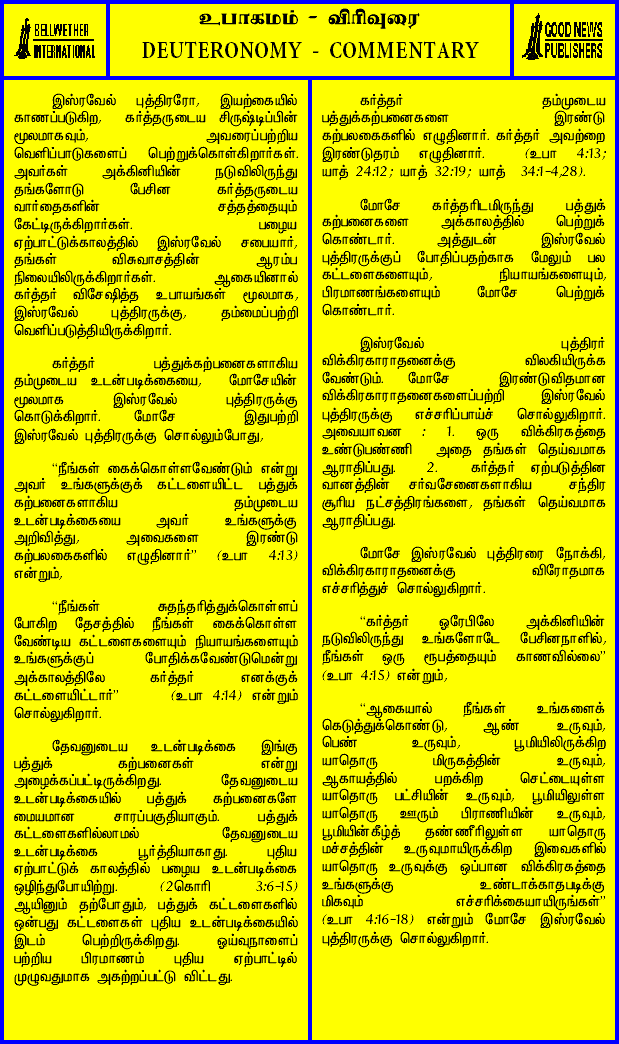 BELLWETHER
INTERNATIONAL
உபாகமம் - விரிவுரை
DEUTERONOMY - COMMENTARY
GOOD NEWS
PUBLISHERS
இஸ்ரவேல் புத்திரரோ, இயற்கையில்
காணப்படுகிற, கர்த்தருடைய சிருஷ்டிப்பின்
மூலமாகவும், அவரைப்பற்றிய
வெளிப்பாடுகளைப் பெற்றுக்கொள்கிறார்கள்.
அவர்கள் அக்கினியின் நடுவிலிருந்து
தங்களோடு பேசின கர்த்தருடைய
வார்தைகளின் சத்தத்தையும்
கேட்டிருக்கிறார்கள். பழைய
ஏற்பாட்டுக்காலத்தில் இஸ்ரவேல் சபையார்,
தங்கள் விசுவாசத்தின் ஆரம்ப
நிலையிலிருக்கிறார்கள். ஆகையினால்
கர்த்தர் விசேஷித்த உபாயங்கள் மூலமாக,
இஸ்ரவேல் புத்திரருக்கு, தம்மைப்பற்றி
வெளிப்படுத்தியிருக்கிறார்.
கர்த்தர் பத்துக்கற்பனைகளாகிய
தம்முடைய உடன்படிக்கையை, மோசேயின்
மூலமாக இஸ்ரவேல் புத்திரருக்கு
கொடுக்கிறார். மோசே இதுபற்றி
இஸ்ரவேல் புத்திரருக்கு சொல்லும்போது,
"நீங்கள் கைக்கொள்ளவேண்டும் என்று
அவர் உங்களுக்குக் கட்டளையிட்ட பத்துக்
கற்பனைகளாகிய தம்முடைய
உடன்படிக்கையை அவர் உங்களுக்கு
அறிவித்து, அவைகளை இரண்டு
கற்பலகைகளில் எழுதினார்" (உபா 4:13)
என்றும்,
"நீங்கள் சுதந்தரித்துக்கொள்ளப்
போகிற தேசத்தில் நீங்கள் கைக்கொள்ள
வேண்டிய கட்டளைகளையும் நியாயங்களையும்
உங்களுக்குப் போதிக்கவேண்டுமென்று
அக்காலத்திலே கர்த்தர் எனக்குக்
கட்டளையிட்டார்" (உபா 4:14) என்றும்
சொல்லுகிறார்.
தேவனுடைய உடன்படிக்கை இங்கு
பத்துக் கற்பனைகள் என்று
அழைக்கப்பட்டிருக்கிறது. தேவனுடைய
உடன்படிக்கையில் பத்துக் கற்பனைகளே
மையமான சாரப்பகுதியாகும். பத்துக்
கட்டளைகளில்லாமல் தேவனுடைய
உடன்படிக்கை பூர்த்தியாகாது. புதிய
ஏற்பாட்டுக் காலத்தில் பழைய உடன்படிக்கை
ஒழிந்துபோயிற்று. (2கொரி 3:6-15)
ஆயினும் தற்போதும், பத்துக் கட்டளைகளில்
ஒன்பது கட்டளைகள் புதிய உடன்படிக்கையில்
இடம் பெற்றிருக்கிறது. ஓய்வுநாளைப்
பற்றிய பிரமாணம் புதிய ஏற்பாட்டில்
முழுவதுமாக அகற்றப்பட்டு விட்டது.
கர்த்தர் தம்முடைய
பத்துக்கற்பனைகளை இரண்டு
கற்பலகைகளில் எழுதினார். கர்த்தர் அவற்றை
இரண்டுதரம் எழுதினார். (உபா 4:13;
யாத் 24:12; யாத் 32:19; யாத் 34:1-4,28).
மோசே கர்த்தரிடமிருந்து பத்துக்
கற்பனைகளை அக்காலத்தில் பெற்றுக்
கொண்டார். அத்துடன் இஸ்ரவேல்
புத்திரருக்குப் போதிப்பதற்காக மேலும் பல
கட்டளைகளையும், நியாயங்களையும்,
பிரமாணங்களையும் மோசே பெற்றுக்
கொண்டார்.
இஸ்ரவேல் புத்திரர்
விக்கிரகாராதனைக்கு விலகியிருக்க
வேண்டும். மோசே இரண்டுவிதமான
விக்கிரகாராதனைகளைப்பற்றி இஸ்ரவேல்
புத்திரருக்கு எச்சரிப்பாய்ச் சொல்லுகிறார்.
அவையாவன : 1. ஒரு விக்கிரகத்தை
உண்டுபண்ணி அதை தங்கள் தெய்வமாக
ஆராதிப்பது. 2. கர்த்தர் ஏற்படுத்தின
வானத்தின் சர்வசேனைகளாகிய சந்திர
சூரிய நட்சத்திரங்களை, தங்கள் தெய்வமாக
ஆராதிப்பது.
மோசே இஸ்ரவேல் புத்திரரை நோக்கி,
விக்கிரகாராதனைக்கு விரோதமாக
எச்சரித்துச் சொல்லுகிறார்.
"கர்த்தர் ஒரேபிலே அக்கினியின்
நடுவிலிருந்து உங்களோடே பேசினநாளில்,
நீங்கள் ஒரு ரூபத்தையும் காணவில்லை"
(உபா 4:15) என்றும்,
"ஆகையால் நீங்கள் உங்களைக்
கெடுத்துக்கொண்டு, ஆண் உருவும்,
பெண் உருவும், பூமியிலிருக்கிற
யாதொரு மிருகத்தின் உருவும்,
ஆகாயத்தில் பறக்கிற செட்டையுள்ள
யாதொரு பட்சியின் உருவும், பூமியிலுள்ள
யாதொரு ஊரும் பிராணியின் உருவும்,
பூமியின்கீழ்த் தண்ணீரிலுள்ள யாதொரு
மச்சத்தின் உருவுமாயிருக்கிற இவைகளில்
யாதொரு உருவுக்கு ஒப்பான விக்கிரகத்தை
உங்களுக்கு உண்டாக்காதபடிக்கு
மிகவும் எச்சரிக்கையாயிருங்கள்"
(உபா 4:16-18) என்றும் மோசே இஸ்ரவேல்
புத்திரருக்கு சொல்லுகிறார்.